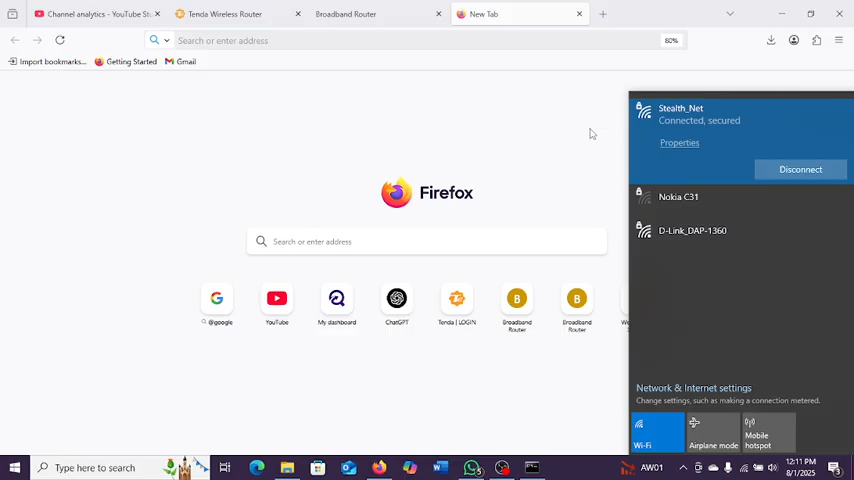 Channel analytics - YouTube Stu
Tenda Wireless Router
Broadband Router
New Tab
Search or enter address
80%
Import bookmarks...
Getting Started
Gmail
Stealth_Net
Connected, secured
Properties
Disconnect
Nokia C31
D-Link_DAP-1360
Firefox
Search or enter address
@google
YouTube
My dashboard
ChatGPT
Tenda | LOGIN
Broadband
Router
Broadband
Router
Network & Internet settings
Change settings, such as making a connection metered.
Wi-Fi
Airplane mode
Mobile
hotspot
Type here to search
5
AW01
12:11 PM
8/1/2025
3